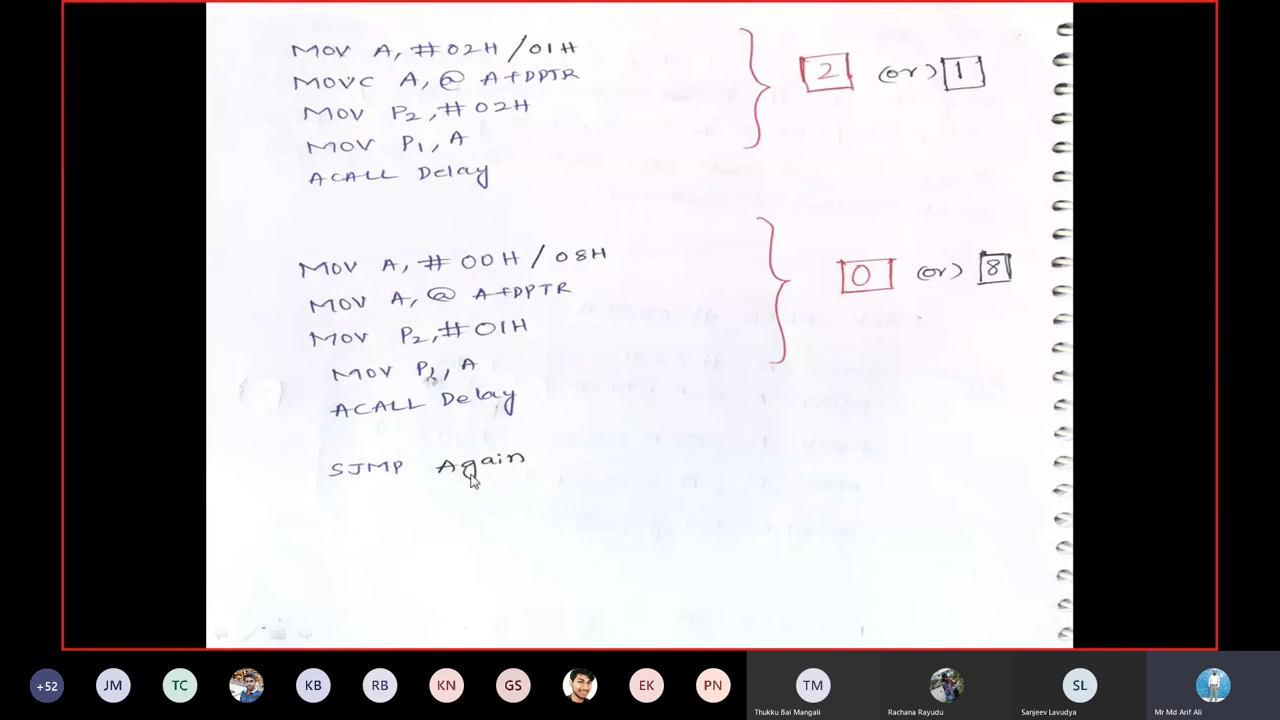 MOV A, #02H /01H
MOVC A, @ A+DPTR
MOV P2, #02H
MOV P1, A
ACALL Delay
2 (or) 1
MOV A, #00H / 08H
MOV A, @ A+DPTR
MOV P2, #01H
MOV P1, A
ACALL Delay
0 (or) 8
SJMP Again
+52 JM TC KB RB KN GS EK PN TM SL
Thukku Bai Mangali Rachana Rayudu Sanjeev Lavudya Mr Md Arif Ali